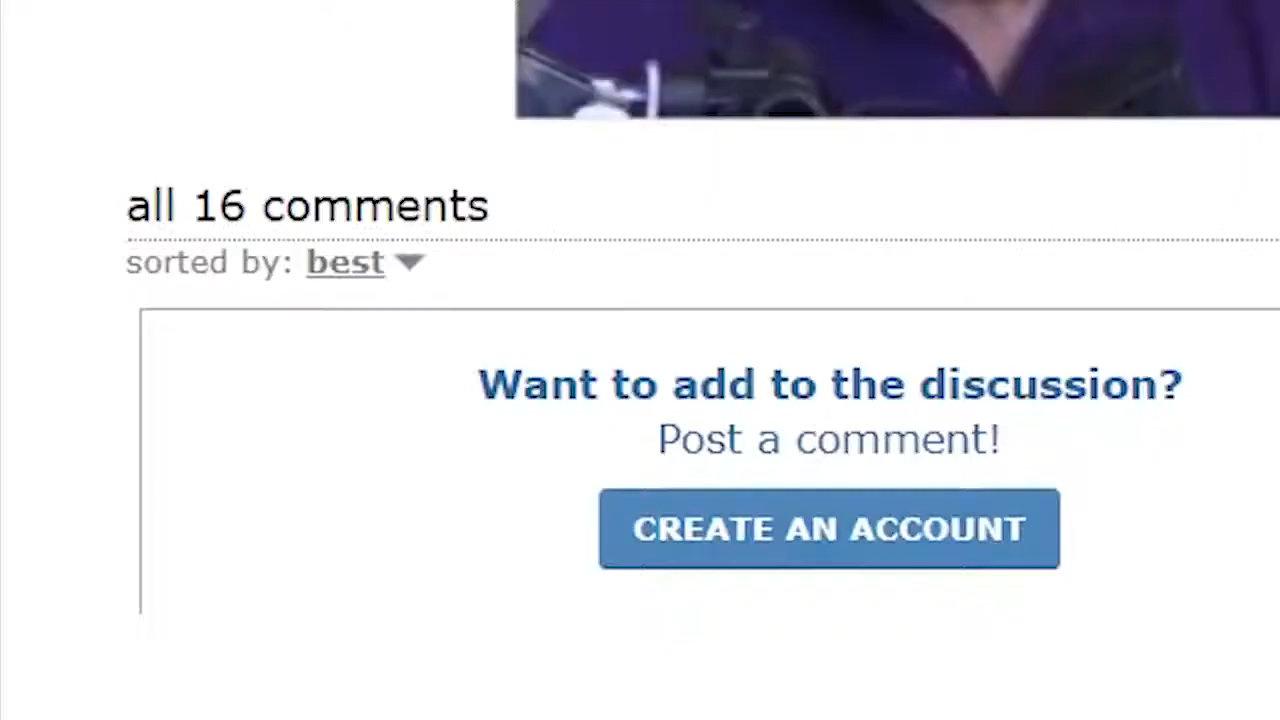 all 16 comments
sorted by: best
Want to add to the discussion?
Post a comment!
CREATE AN ACCOUNT